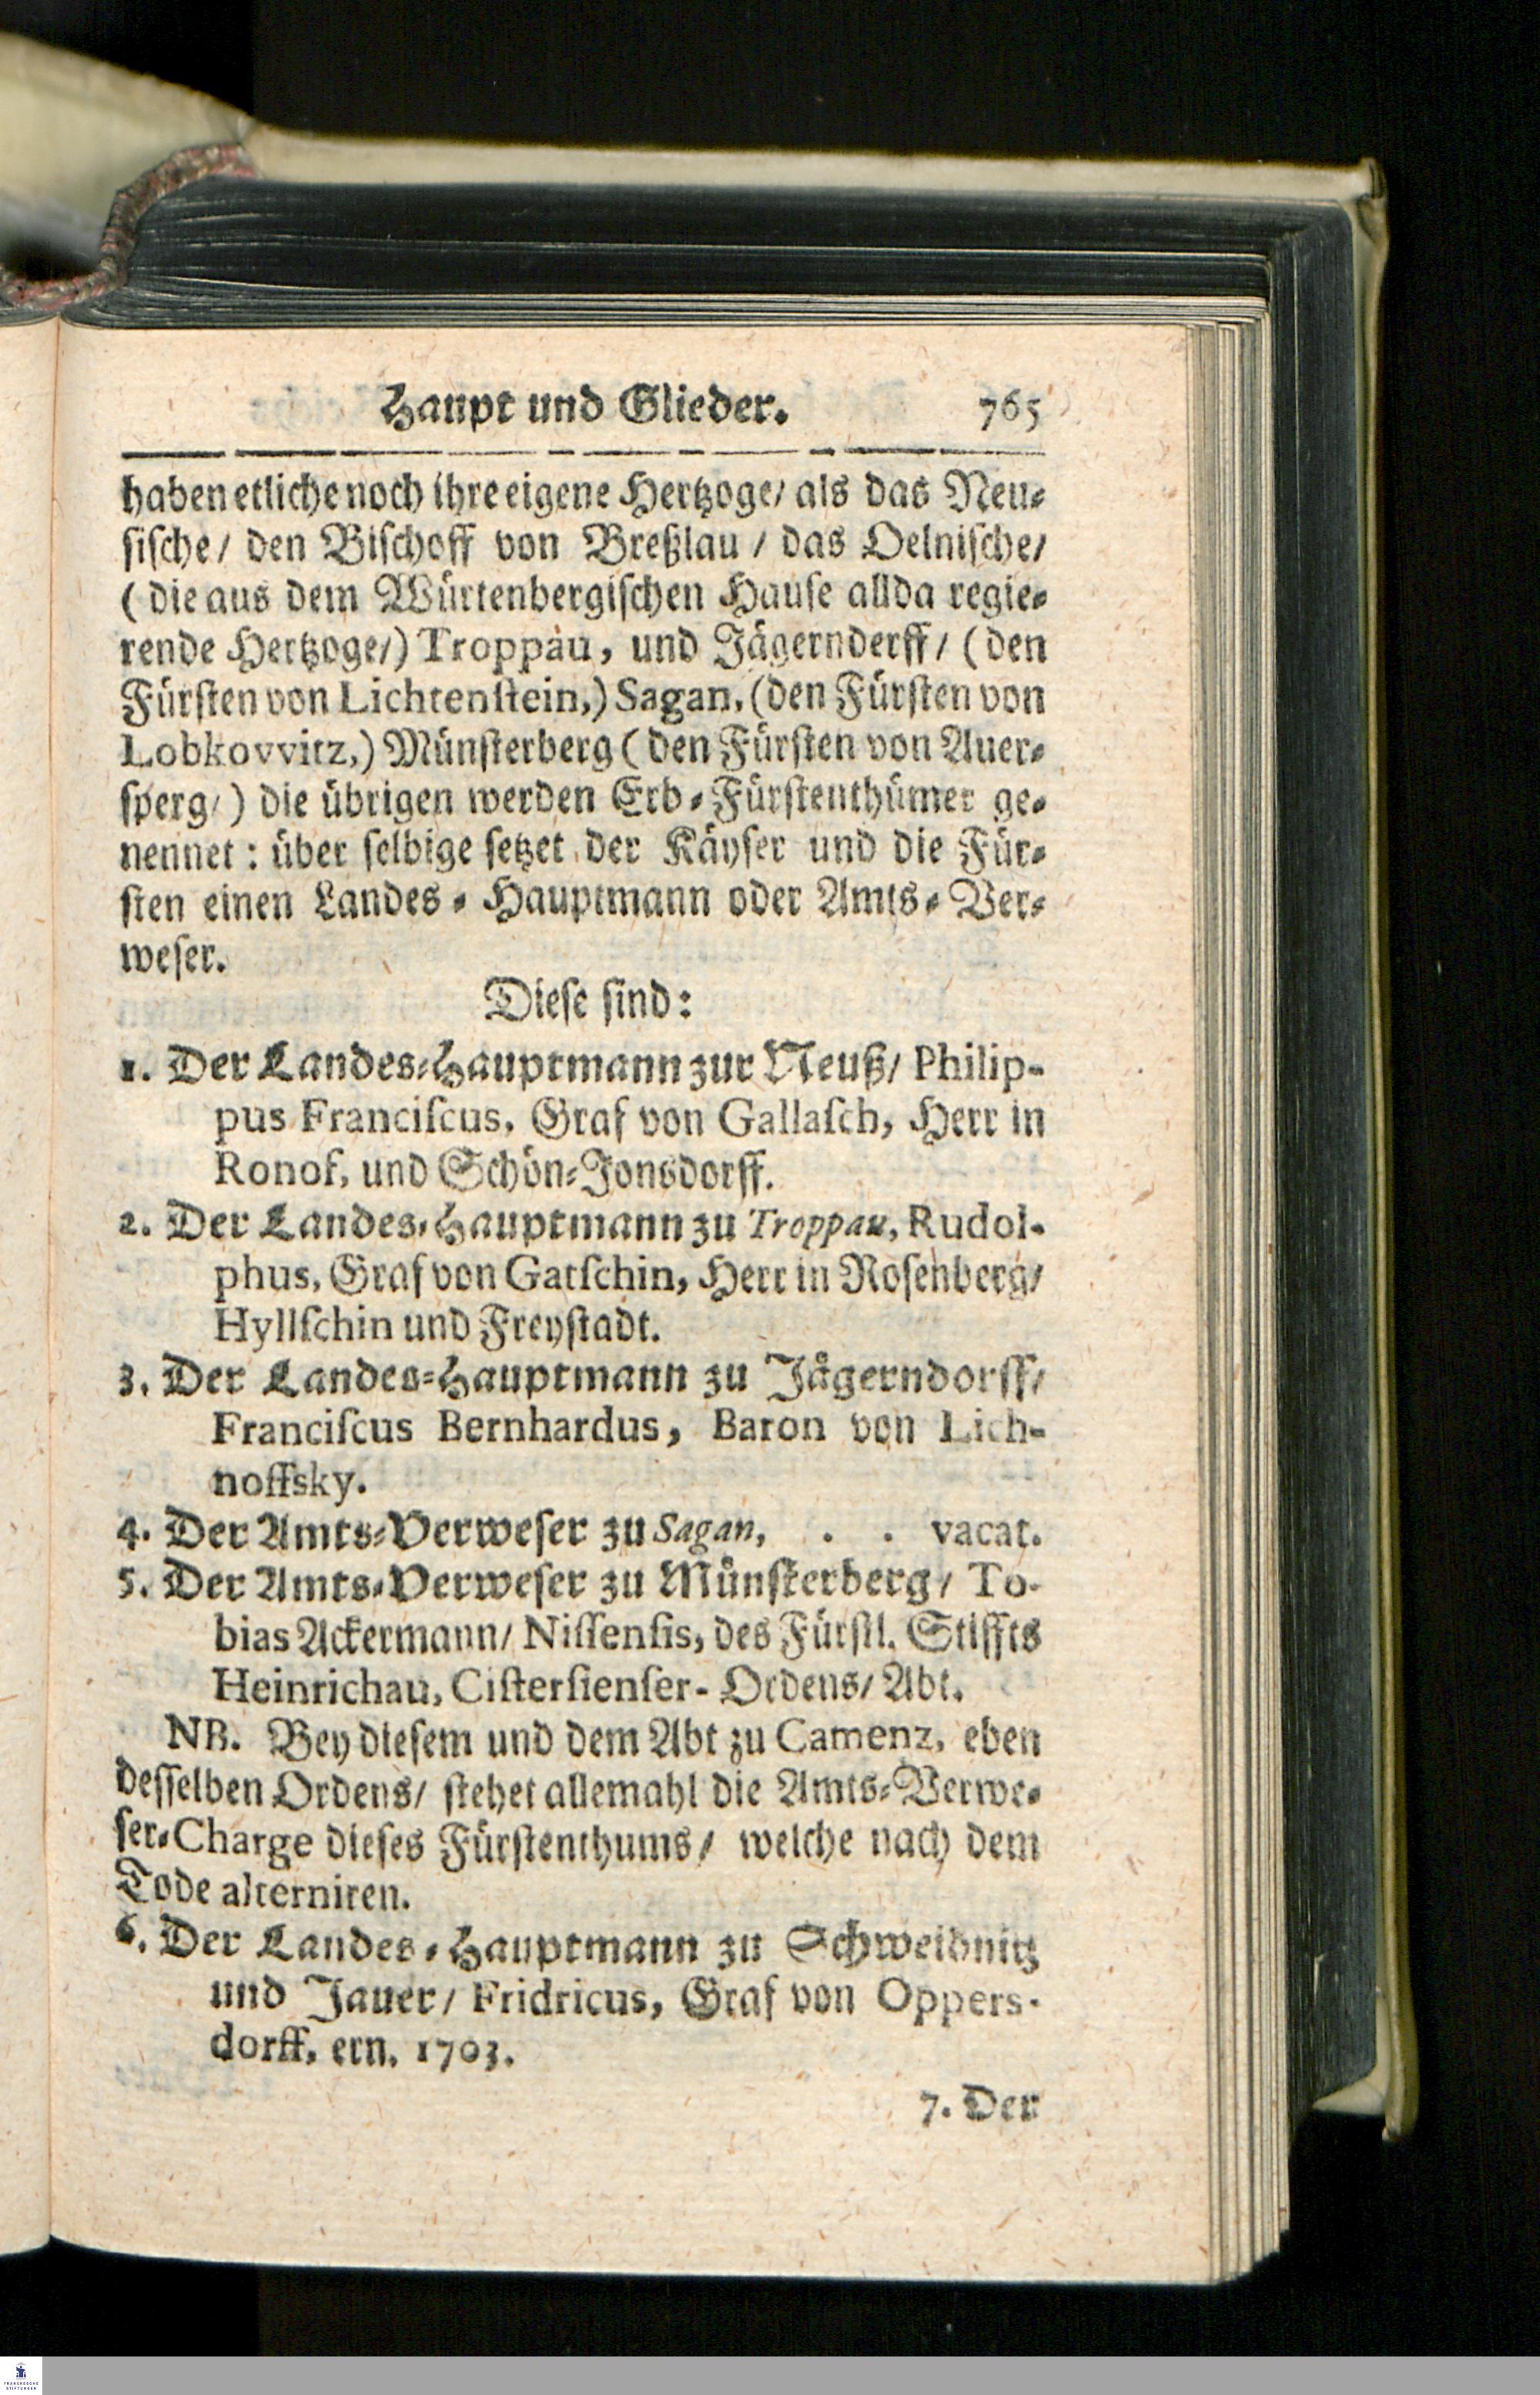 Haupt und Glieder. 765
haben etliche noch ihre eigene Hertzoge/ als das Neu-
sische/ den Bischoff von Breßlau / das Oelnische/
( die aus dem Würtenbergischen Hause allda regie-
rende Hertzoge/) Troppau, und Jägernderff/ ( den
Fürsten von Lichtenstein,) Sagan, (den Fürsten von
Lobkovvitz,) Münsterberg ( den Fürsten von Auer-
sperg/ ) die übrigen werden Erb-Fürstenthümer ge-
nennet : über selbige setzet der Käyser und die Für-
sten einen Landes-Hauptmann oder Amts-Ver-
weser.
Diese sind:
1. Der Landes-Hauptmann zur Neuß/ Philip-
pus Franciscus, Graf von Gallasch, Herr in
Ronof, und Schön-Jonsdorff.
2. Der Landes-Hauptmann zu Troppau, Rudol-
phus, Graf von Gatschin, Herr in Rosenberg/
Hyllschin und Freystadt.
3. Der Landes-Hauptmann zu Jägerndorff/
Franciscus Bernhardus, Baron von Lich-
noffsky.
4. Der Amts-Verweser zu Sagan, . . vacat.
5. Der Amts-Verweser zu Münsterberg/ To-
bias Ackermann/ Nissensis, des Fürstl. Stiffts
Heinrichau, Cistersienser-Ordens/ Abt.
NB. Bey diesem und dem Abt zu Camenz, eben
desselben Ordens/ stehet allemahl die Amts-Verwe-
ser-Charge dieses Fürstenthums/ welche nach dem
Tode alterniren.
6. Der Landes-Hauptmann zu Schweidnitz
und Jauer/ Fridricus, Graf von Oppers-
dorff, ern. 1703.
7. Der
FRANCKESCHE
STIFTUNGEN